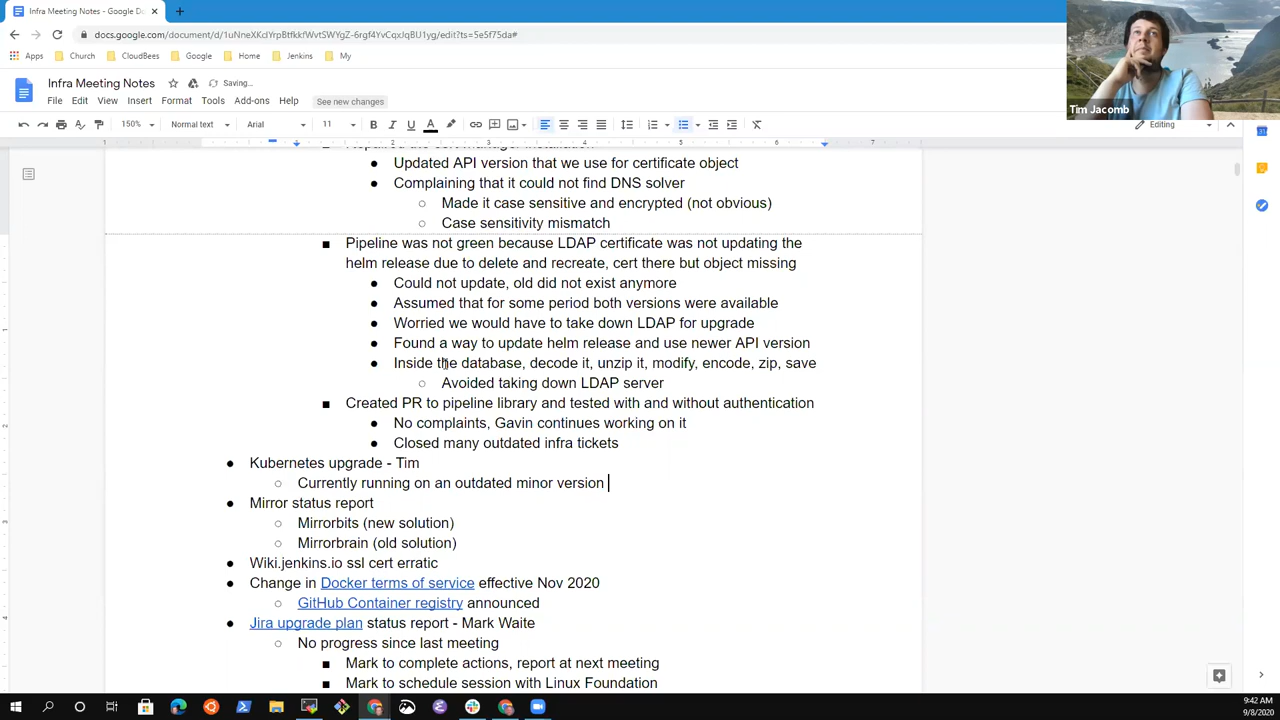 Infra Meeting Notes - Google Do
docs.google.com/document/d/1uNneXKcIYrpBtfkkfWvtSWYgZ-6rgf4YvCqxJqBU1yg/edit?ts=5e5f75da#
Apps Church CloudBees Google Home Jenkins My
Infra Meeting Notes Saving...
File Edit View Insert Format Tools Add-ons Help See new changes
150% Normal text Arial 11 Editing
Tim Jacomb
1 1 2 3 4 5 6 7
Updated API version that we use for certificate object
Complaining that it could not find DNS solver
Made it case sensitive and encrypted (not obvious)
Case sensitivity mismatch
Pipeline was not green because LDAP certificate was not updating the
helm release due to delete and recreate, cert there but object missing
Could not update, old did not exist anymore
Assumed that for some period both versions were available
Worried we would have to take down LDAP for upgrade
Found a way to update helm release and use newer API version
Inside the database, decode it, unzip it, modify, encode, zip, save
Avoided taking down LDAP server
Created PR to pipeline library and tested with and without authentication
No complaints, Gavin continues working on it
Closed many outdated infra tickets
Kubernetes upgrade - Tim
Currently running on an outdated minor version
Mirror status report
Mirrorbits (new solution)
Mirrorbrain (old solution)
Wiki.jenkins.io ssl cert erratic
Change in Docker terms of service effective Nov 2020
GitHub Container registry announced
Jira upgrade plan status report - Mark Waite
No progress since last meeting
Mark to complete actions, report at next meeting
Mark to schedule session with Linux Foundation
9:42 AM
9/8/2020